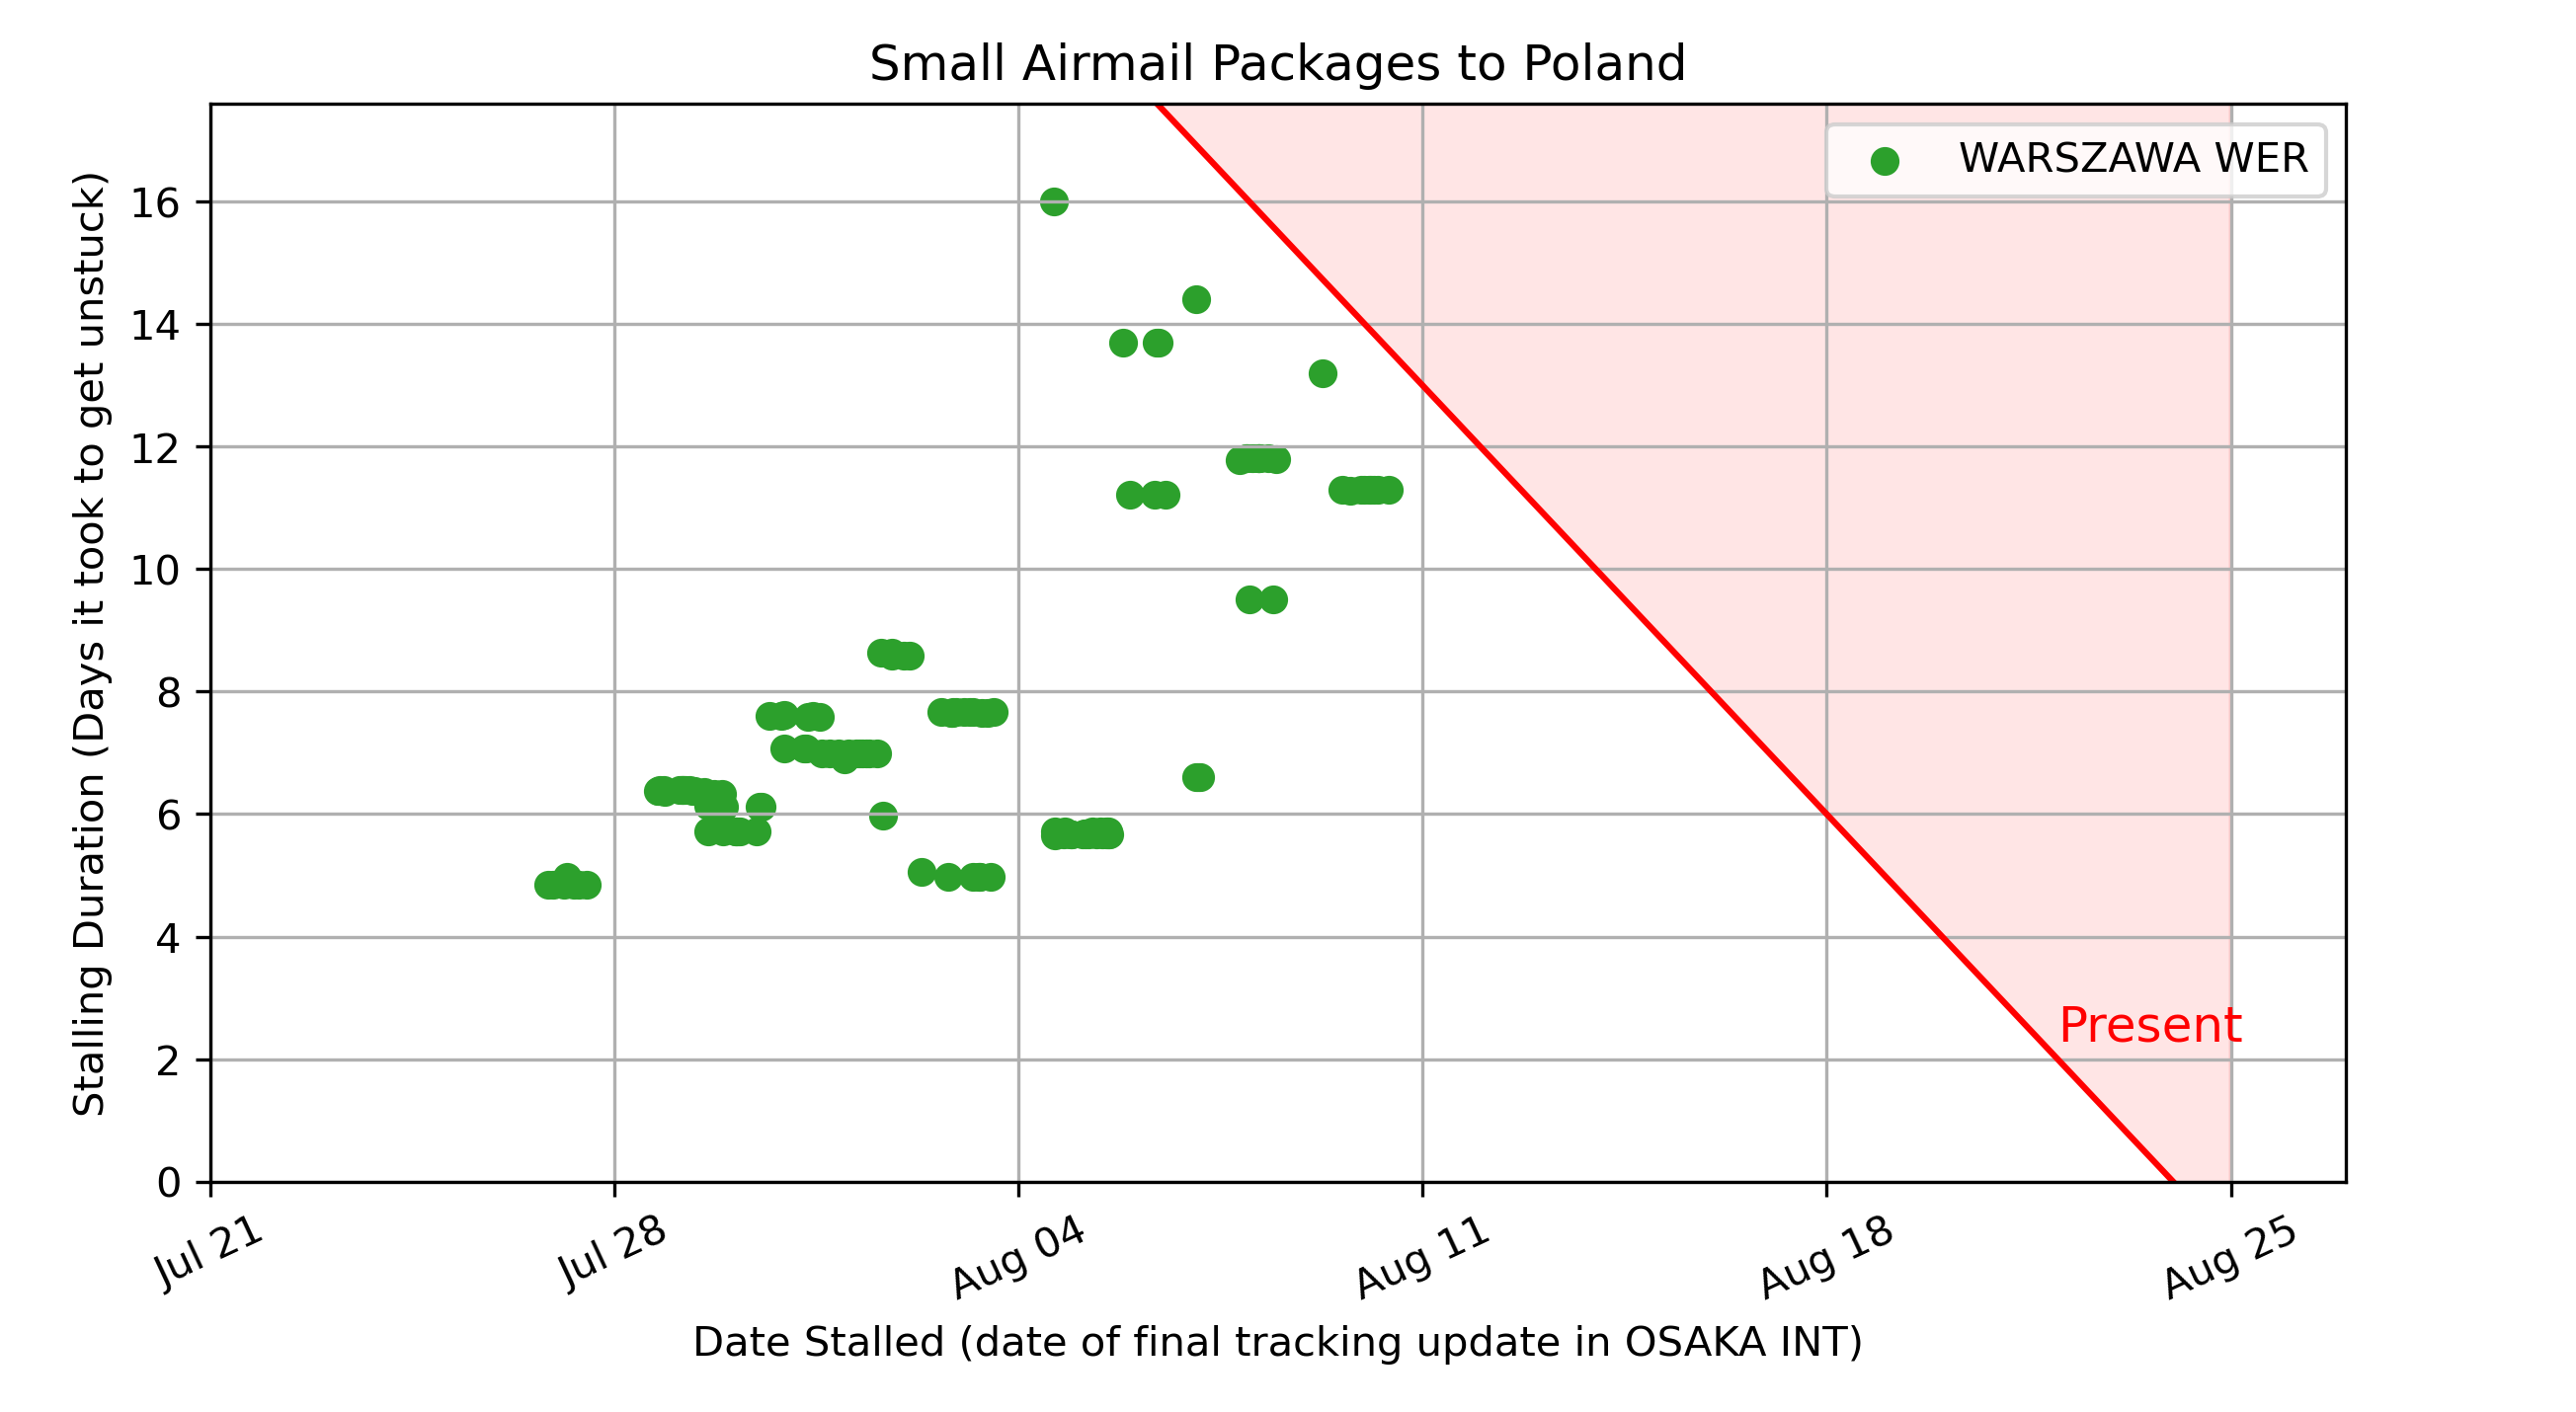 Small Airmail Packages to Poland
WARSZAWA WER
Stalling Duration (Days it took to get unstuck)
16
14
12
10
8
6
4
2
0
Present
Jul 21
Jul 28
Aug 04
Aug 11
Aug 18
Aug 25
Date Stalled (date of final tracking update in OSAKA INT)